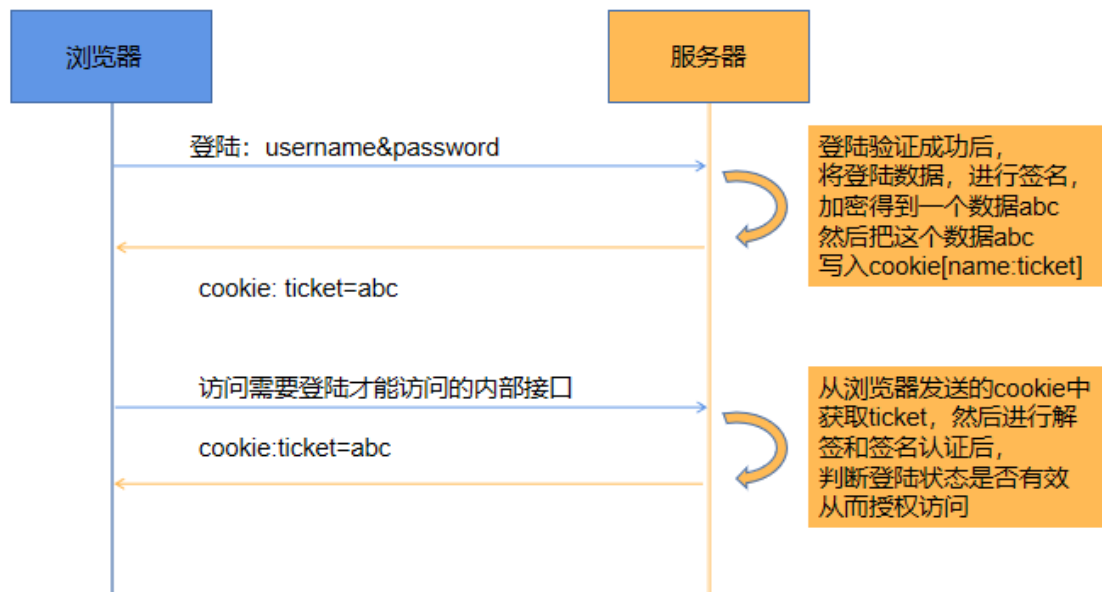 浏览器
服务器
登陆：username&password
登陆验证成功后，
将登陆数据，进行签名，
加密得到一个数据abc
然后把这个数据abc
写入cookie[name:ticket]
cookie: ticket=abc
访问需要登陆才能访问的内部接口
cookie:ticket=abc
从浏览器发送的cookie中
获取ticket，然后进行解
签和签名认证后，
判断登陆状态是否有效
从而授权访问